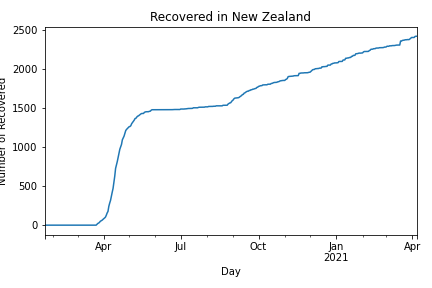 Recovered in New Zealand
Number of Recovered
2500
2000
1500
1000
500
0
Apr
Jul
Oct
Jan
2021
Apr
Day